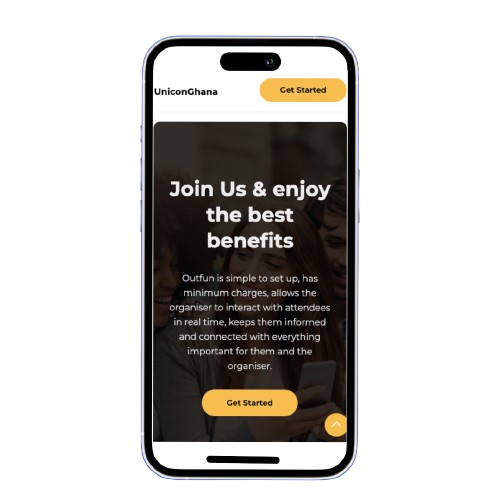 UniconGhana
Get Started
Join Us & enjoy
the best
benefits
Outfun is simple to set up, has
minimum charges, allows the
organiser to interact with attendees
in real time, keeps them informed
and connected with everything
important for them and the
organiser.
Get Started